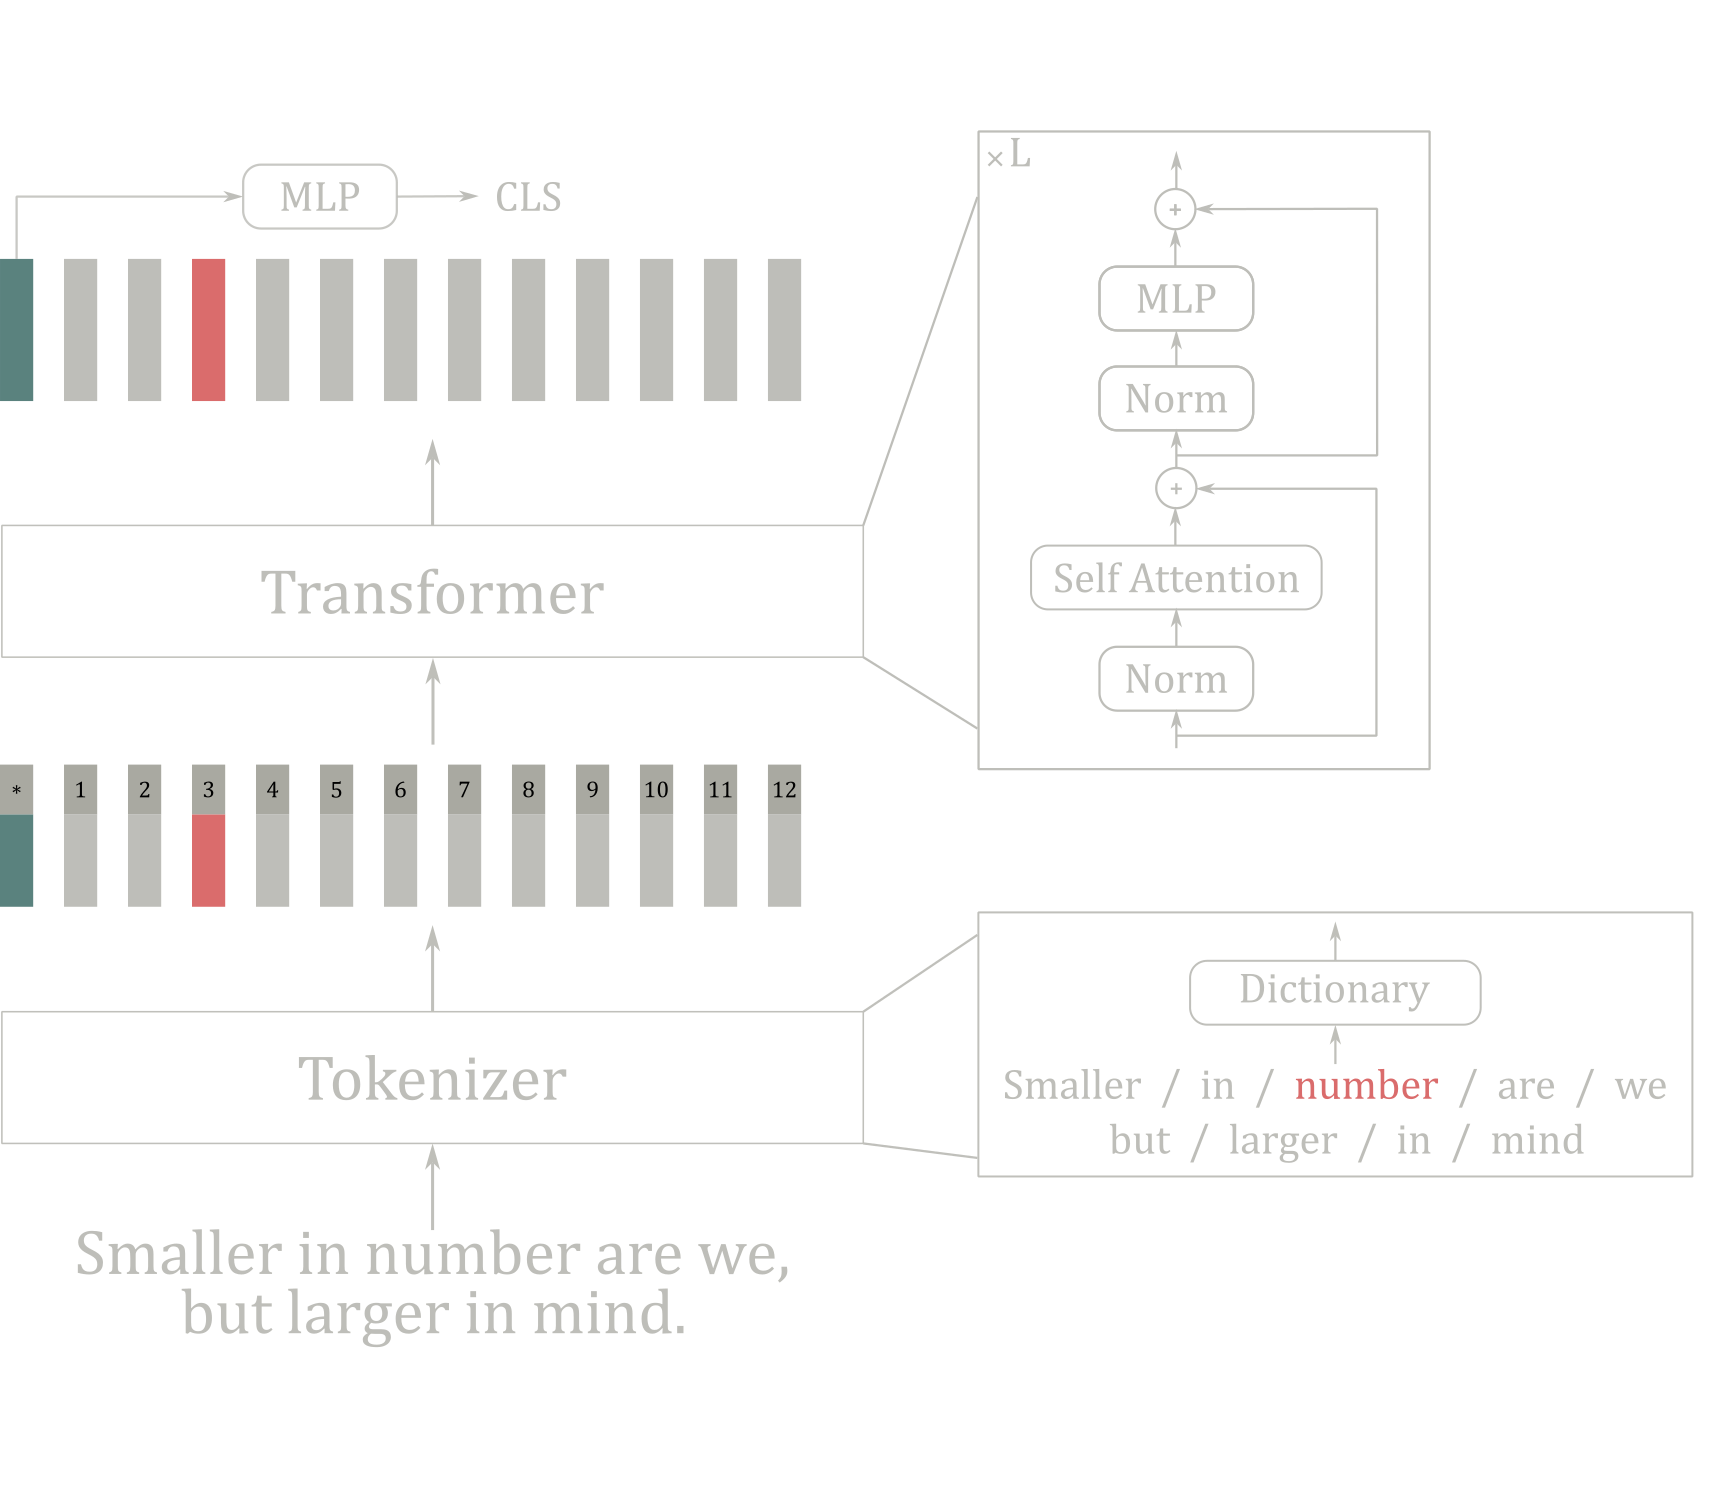 MLP
CLS
× L
+
MLP
Norm
+
Self Attention
Norm
Transformer
* 1 2 3 4 5 6 7 8 9 10 11 12
Dictionary
Smaller / in / number / are / we
but / larger / in / mind
Tokenizer
Smaller in number are we,
but larger in mind.